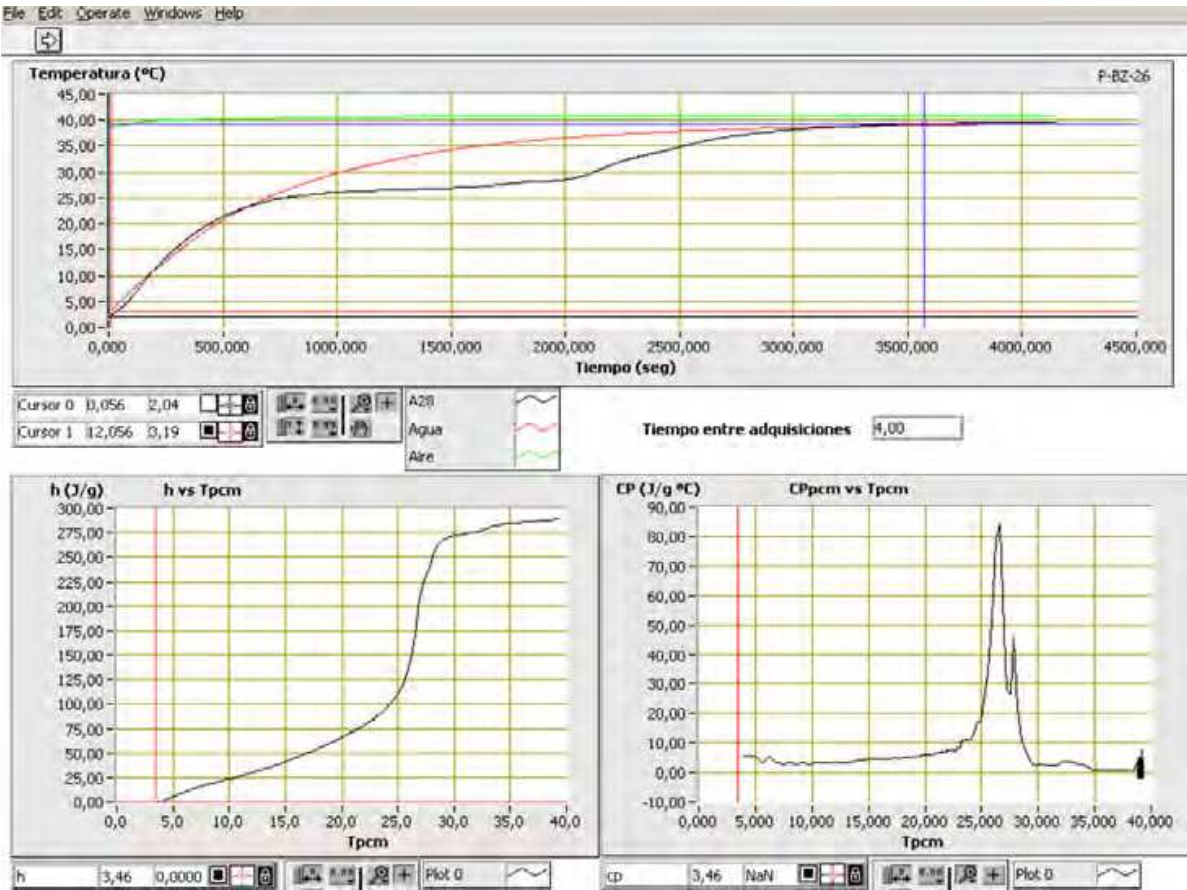 File Edit Operate Windows Help
Temperatura (ºC) P-BZ-26
45,00
40,00
35,00
30,00
25,00
20,00
15,00
10,00
5,00
0,00
0,000 500,000 1000,000 1500,000 2000,000 2500,000 3000,000 3500,000 4000,000 4500,000
Tiempo (seg)
Cursor 0 0,056 2,04
Cursor 1 12,056 3,19
A28
Agua
Aire
Tiempo entre adquisiciones 4,00
h (J/g) h vs Tpcm
300,00
275,00
250,00
225,00
200,00
175,00
150,00
125,00
100,00
75,00
50,00
25,00
0,00
0,0 5,0 10,0 15,0 20,0 25,0 30,0 35,0 40,0
Tpcm
h 3,46 0,0000 Plot 0
CP (J/g ºC) CPpcm vs Tpcm
90,00
80,00
70,00
60,00
50,00
40,00
30,00
20,00
10,00
0,00
-10,00
0,000 5,000 10,000 15,000 20,000 25,000 30,000 35,000 40,000
Tpcm
cp 3,46 NaN Plot 0